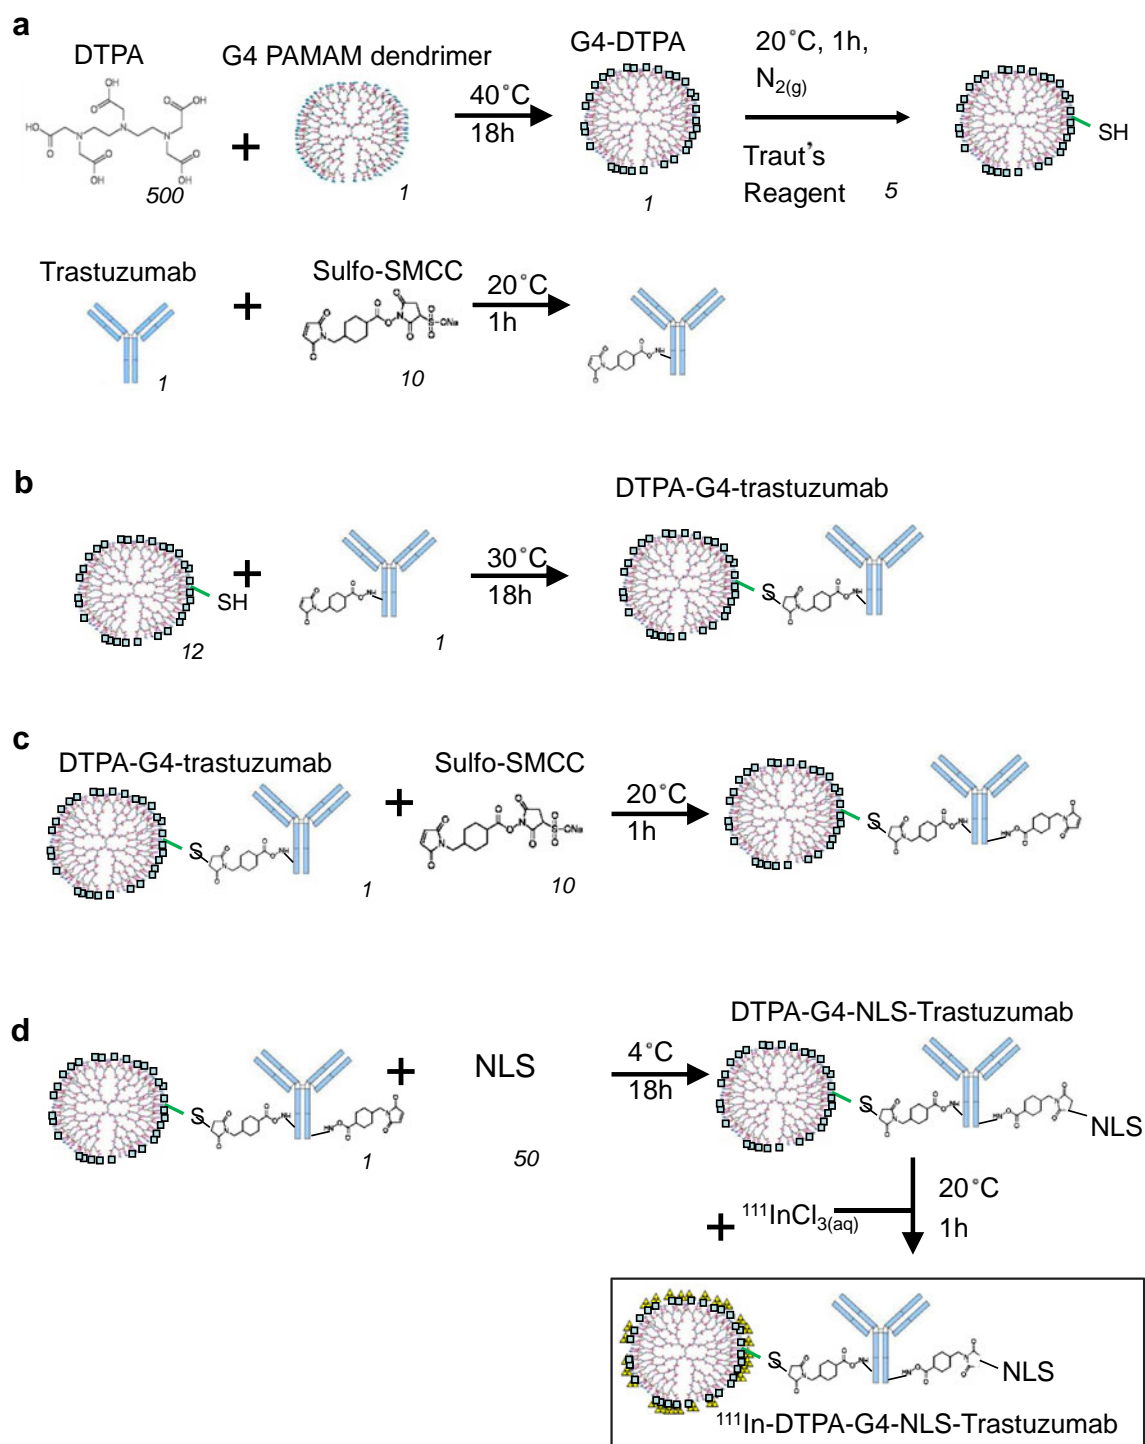 a
DTPA
G4 PAMAM dendrimer
G4-DTPA
20°C, 1h,
N2(g)
40°C
18h
Traut's
Reagent
5
SH
500
1
1
Trastuzumab
Sulfo-SMCC
20°C
1h
1
10
b
DTPA-G4-trastuzumab
30°C
18h
SH
S
12
1
c
DTPA-G4-trastuzumab
Sulfo-SMCC
20°C
1h
S
S
1
10
d
DTPA-G4-NLS-Trastuzumab
NLS
4°C
18h
S
S
NLS
1
50
+ 111InCl3(aq)
20°C
1h
S
NLS
111In-DTPA-G4-NLS-Trastuzumab